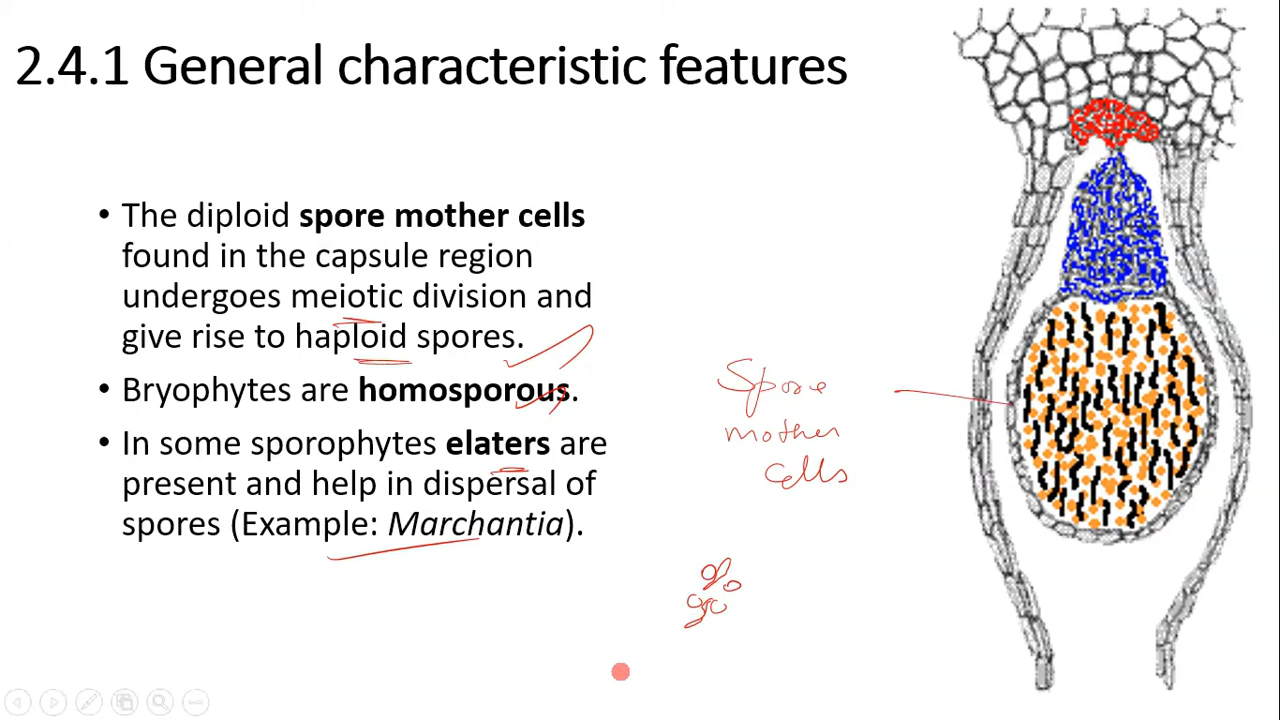 2.4.1 General characteristic features
• The diploid spore mother cells
found in the capsule region
undergoes meiotic division and
give rise to haploid spores.
• Bryophytes are homosporous.
• In some sporophytes elaters are
present and help in dispersal of
spores (Example: Marchantia).
Spore
mother
cells